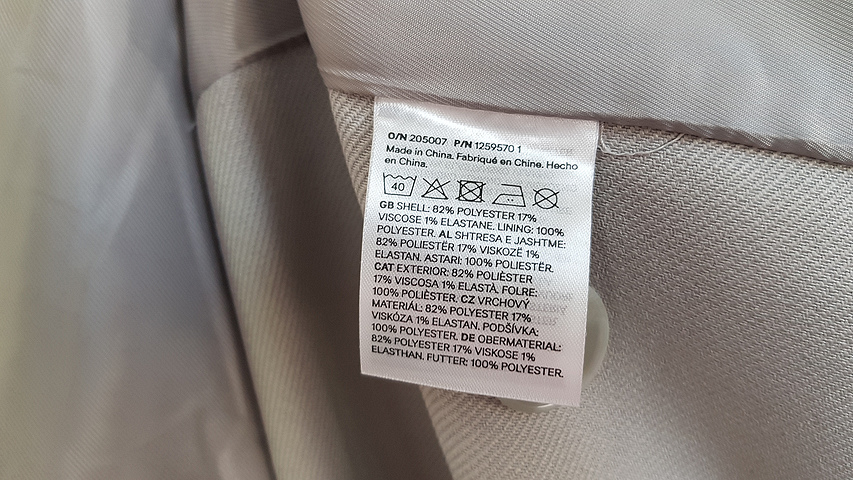 O/N 205007 P/N 1259570 1
Made in China. Fabriqué en Chine. Hecho
en China.
40
GB SHELL: 82% POLYESTER 17%
VISCOSE 1% ELASTANE. LINING: 100%
POLYESTER. AL SHTRESA E JASHTME:
82% POLIESTËR 17% VISKOZË 1%
ELASTAN. ASTARI: 100% POLIESTËR.
CAT EXTERIOR: 82% POLIÈSTER
17% VISCOSA 1% ELASTÀ. FOLRE:
100% POLIÈSTER. CZ VRCHOVÝ
MATERIÁL: 82% POLYESTER 17%
VISKÓZA 1% ELASTAN. PODŠÍVKA:
100% POLYESTER. DE OBERMATERIAL:
82% POLYESTER 17% VISKOSE 1%
ELASTHAN. FUTTER: 100% POLYESTER.